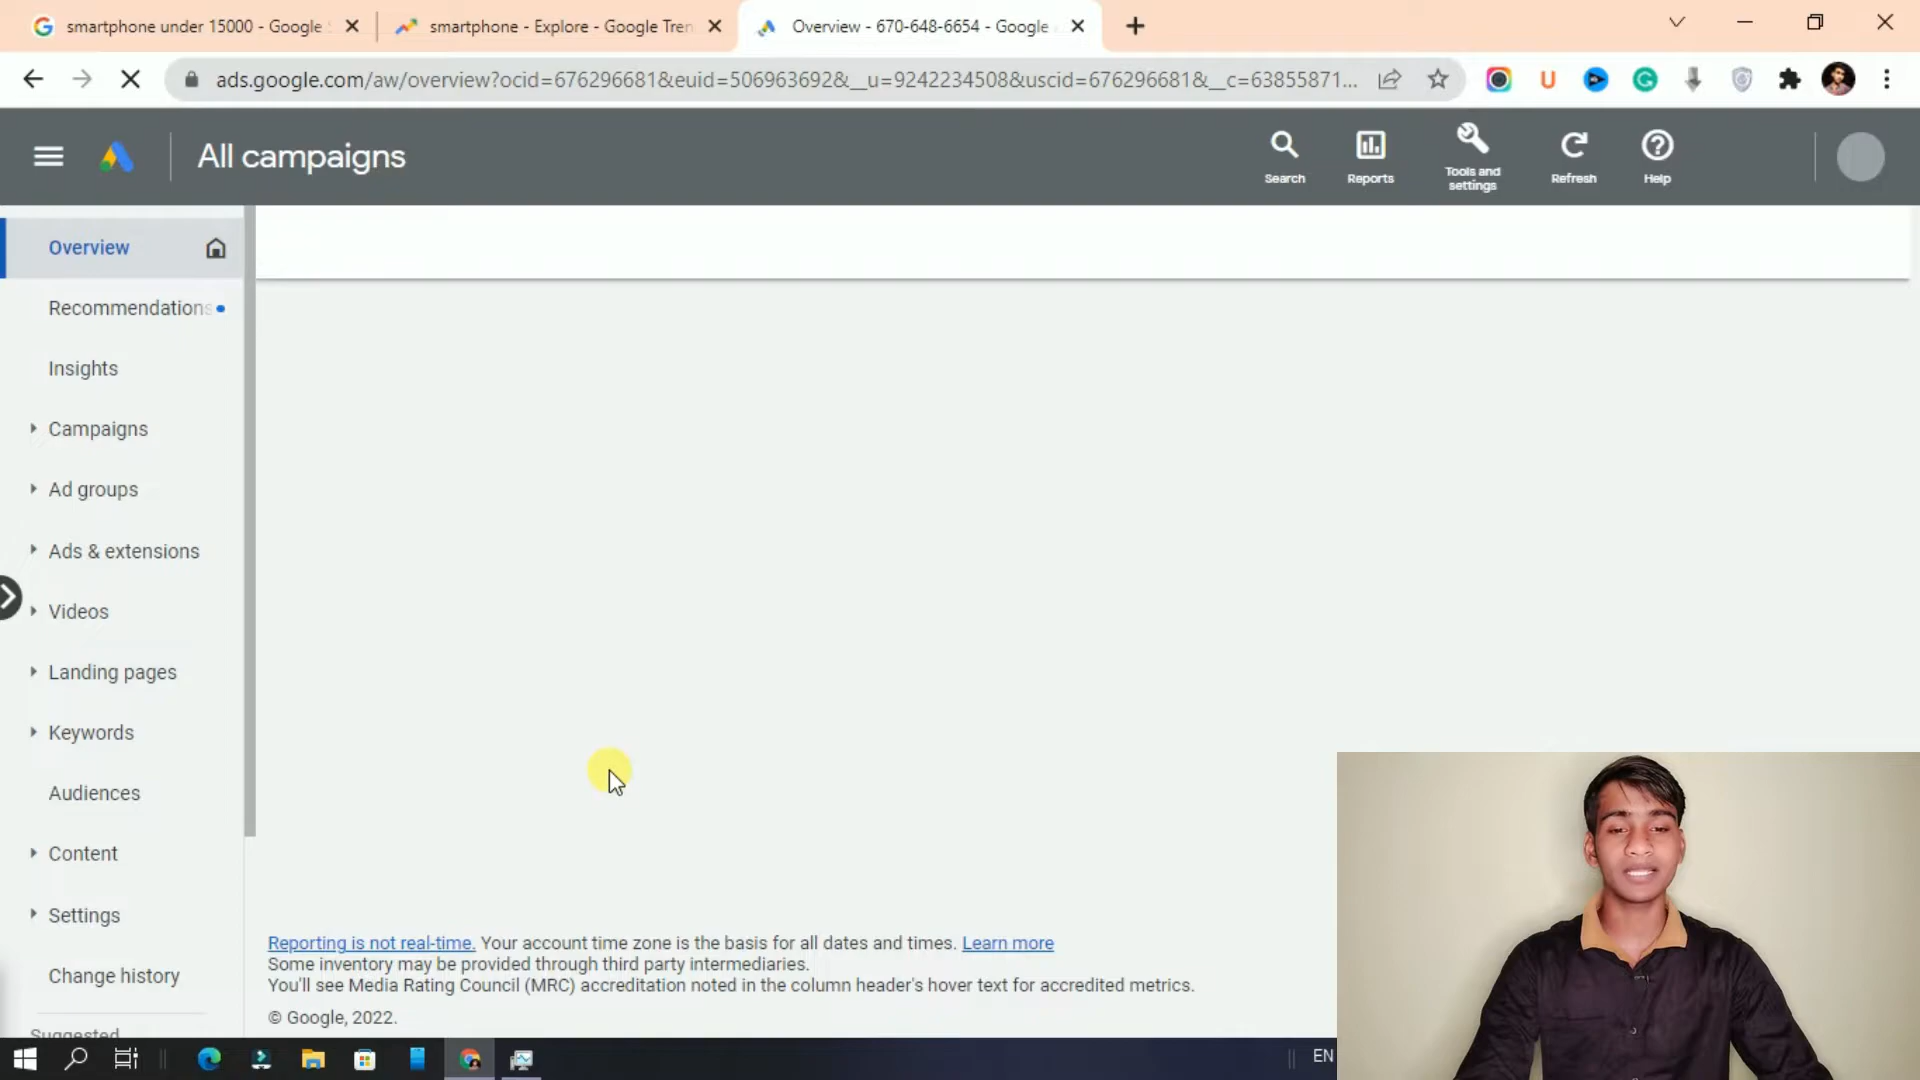 smartphone under 15000 - Google
smartphone - Explore - Google Tren
Overview - 670-648-6654 - Google
ads.google.com/aw/overview?ocid=676296681&euid=506963692&__u=9242234508&uscid=676296681&__c=63855871...
All campaigns
Search
Reports
Tools and
settings
Refresh
Help
Overview
Recommendations
Insights
Campaigns
Ad groups
Ads & extensions
Videos
Landing pages
Keywords
Audiences
Content
Settings
Change history
Suggested
Reporting is not real-time. Your account time zone is the basis for all dates and times. Learn more
Some inventory may be provided through third party intermediaries.
You'll see Media Rating Council (MRC) accreditation noted in the column header's hover text for accredited metrics.
© Google, 2022.
EN